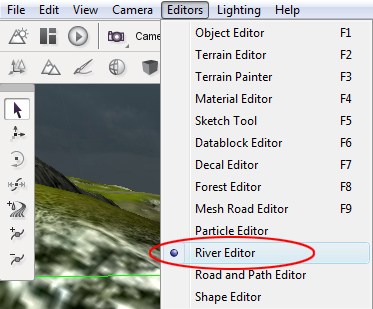 File Edit View Camera Editors Lighting Help
Came
Object Editor F1
Terrain Editor F2
Terrain Painter F3
Material Editor F4
Sketch Tool F5
Datablock Editor F6
Decal Editor F7
Forest Editor F8
Mesh Road Editor F9
Particle Editor
River Editor
Road and Path Editor
Shape Editor